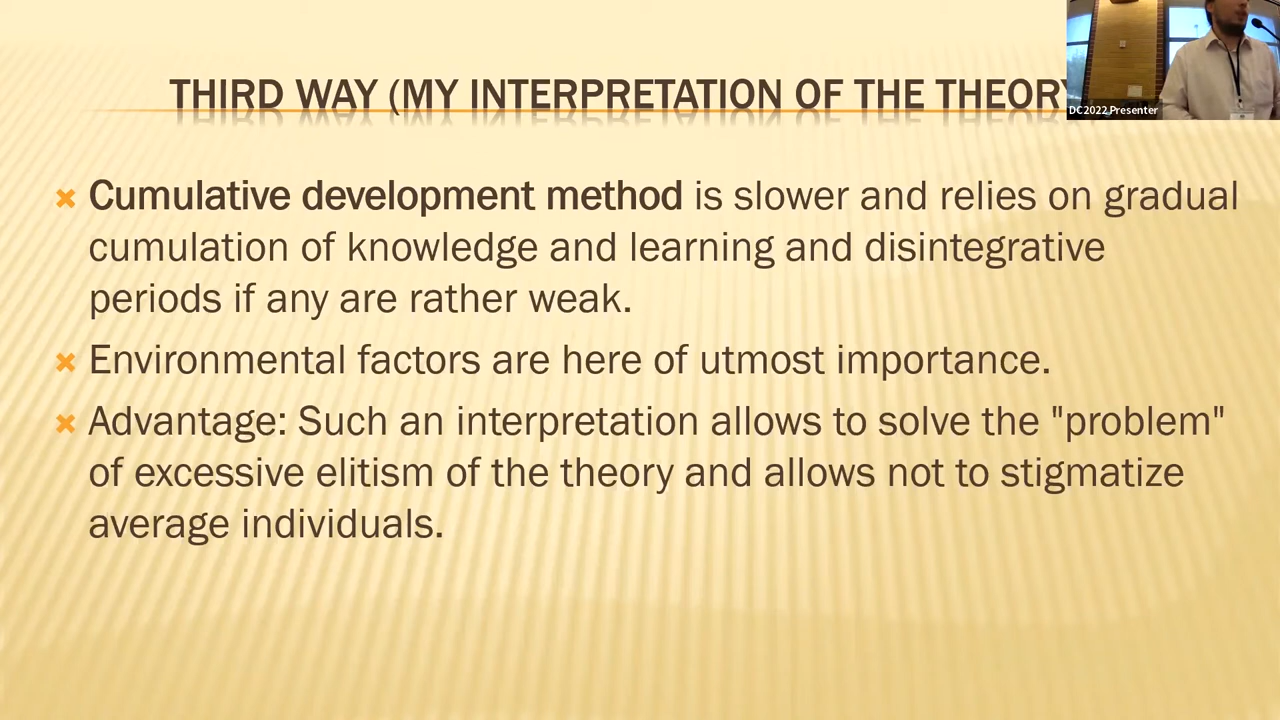 THIRD WAY (MY INTERPRETATION OF THE THEORY
DC2022 Presenter
Cumulative development method is slower and relies on gradual
cumulation of knowledge and learning and disintegrative
periods if any are rather weak.
Environmental factors are here of utmost importance.
Advantage: Such an interpretation allows to solve the "problem"
of excessive elitism of the theory and allows not to stigmatize
average individuals.